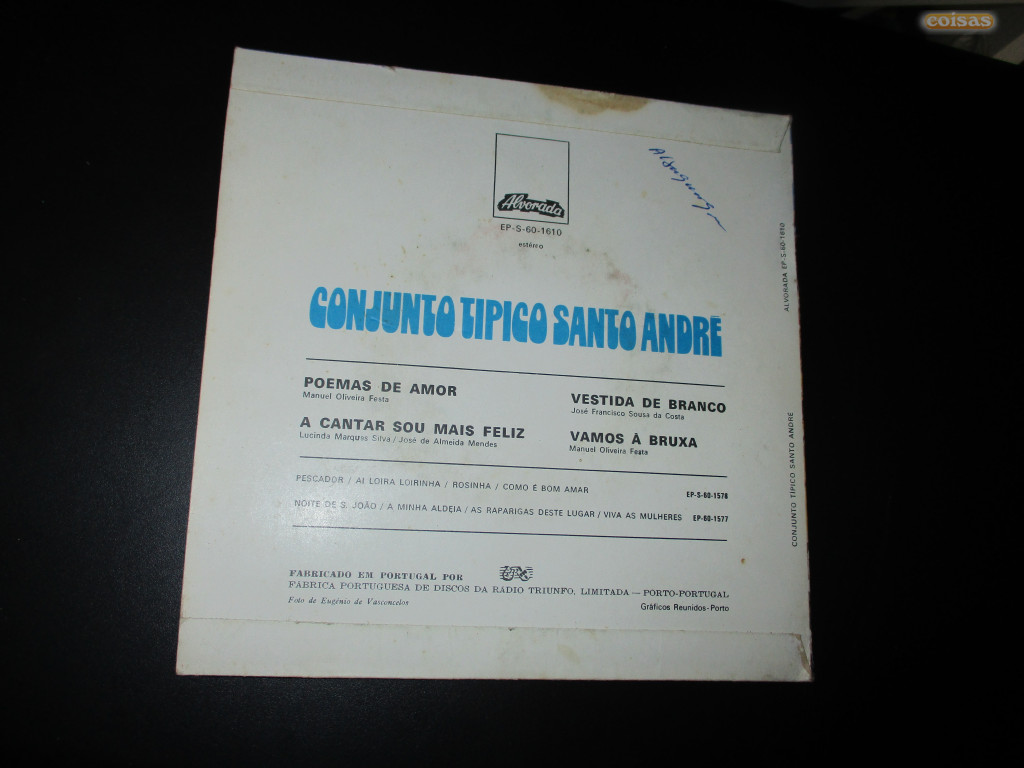 coisas
Alvorada
EP-S-60-1610
estéreo
CONJUNTO TIPICO SANTO ANDRÉ
POEMAS DE AMOR
Manuel Oliveira Festa
A CANTAR SOU MAIS FELIZ
Lucinda Marques Silva / José de Almeida Mendes
VESTIDA DE BRANCO
José Francisco Sousa da Costa
VAMOS À BRUXA
Manuel Oliveira Festa
PESCADOR / AI LOIRA LOIRINHA / ROSINHA / COMO É BOM AMAR EP-S-60-1576
NOITE DE S. JOÃO / A MINHA ALDEIA / AS RAPARIGAS DESTE LUGAR / VIVA AS MULHERES EP-60-1577
FABRICADO EM PORTUGAL POR
FÁBRICA PORTUGUESA DE DISCOS DA RÁDIO TRIUNFO, LIMITADA — PORTO-PORTUGAL
Foto de Eugénio de Vasconcelos
Gráficos Reunidos-Porto
ALVORADA EP-S-60-1610
CONJUNTO TIPICO SANTO ANDRÉ